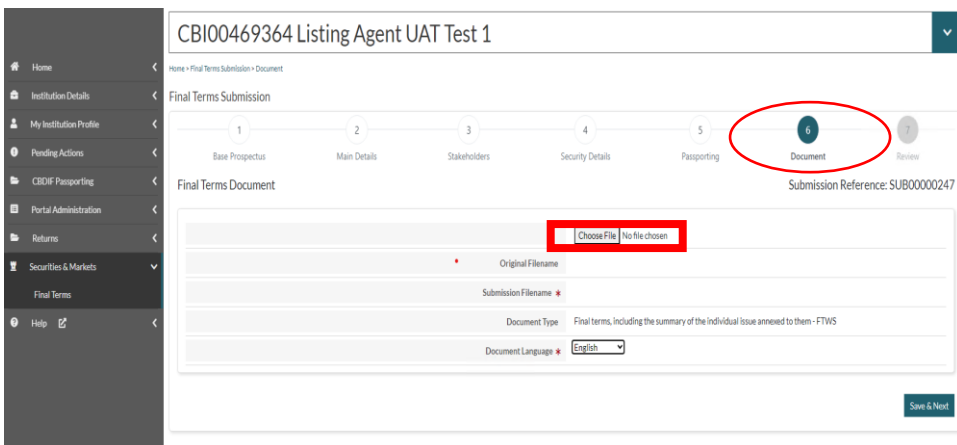 CBI00469364 Listing Agent UAT Test 1
Home
Institution Details
My Institution Profile
Pending Actions
CBDIF Passporting
Portal Administration
Returns
Securities & Markets
Final Terms
Help
Home > Final Terms Submission > Document
Final Terms Submission
1 2 3 4 5 6 7
Base Prospectus Main Details Stakeholders Security Details Passporting Document Review
Final Terms Document Submission Reference: SUB00000247
Choose File No file chosen
* Original Filename
Submission Filename *
Document Type Final terms, including the summary of the individual issue annexed to them - FTWS
Document Language * English
Save & Next